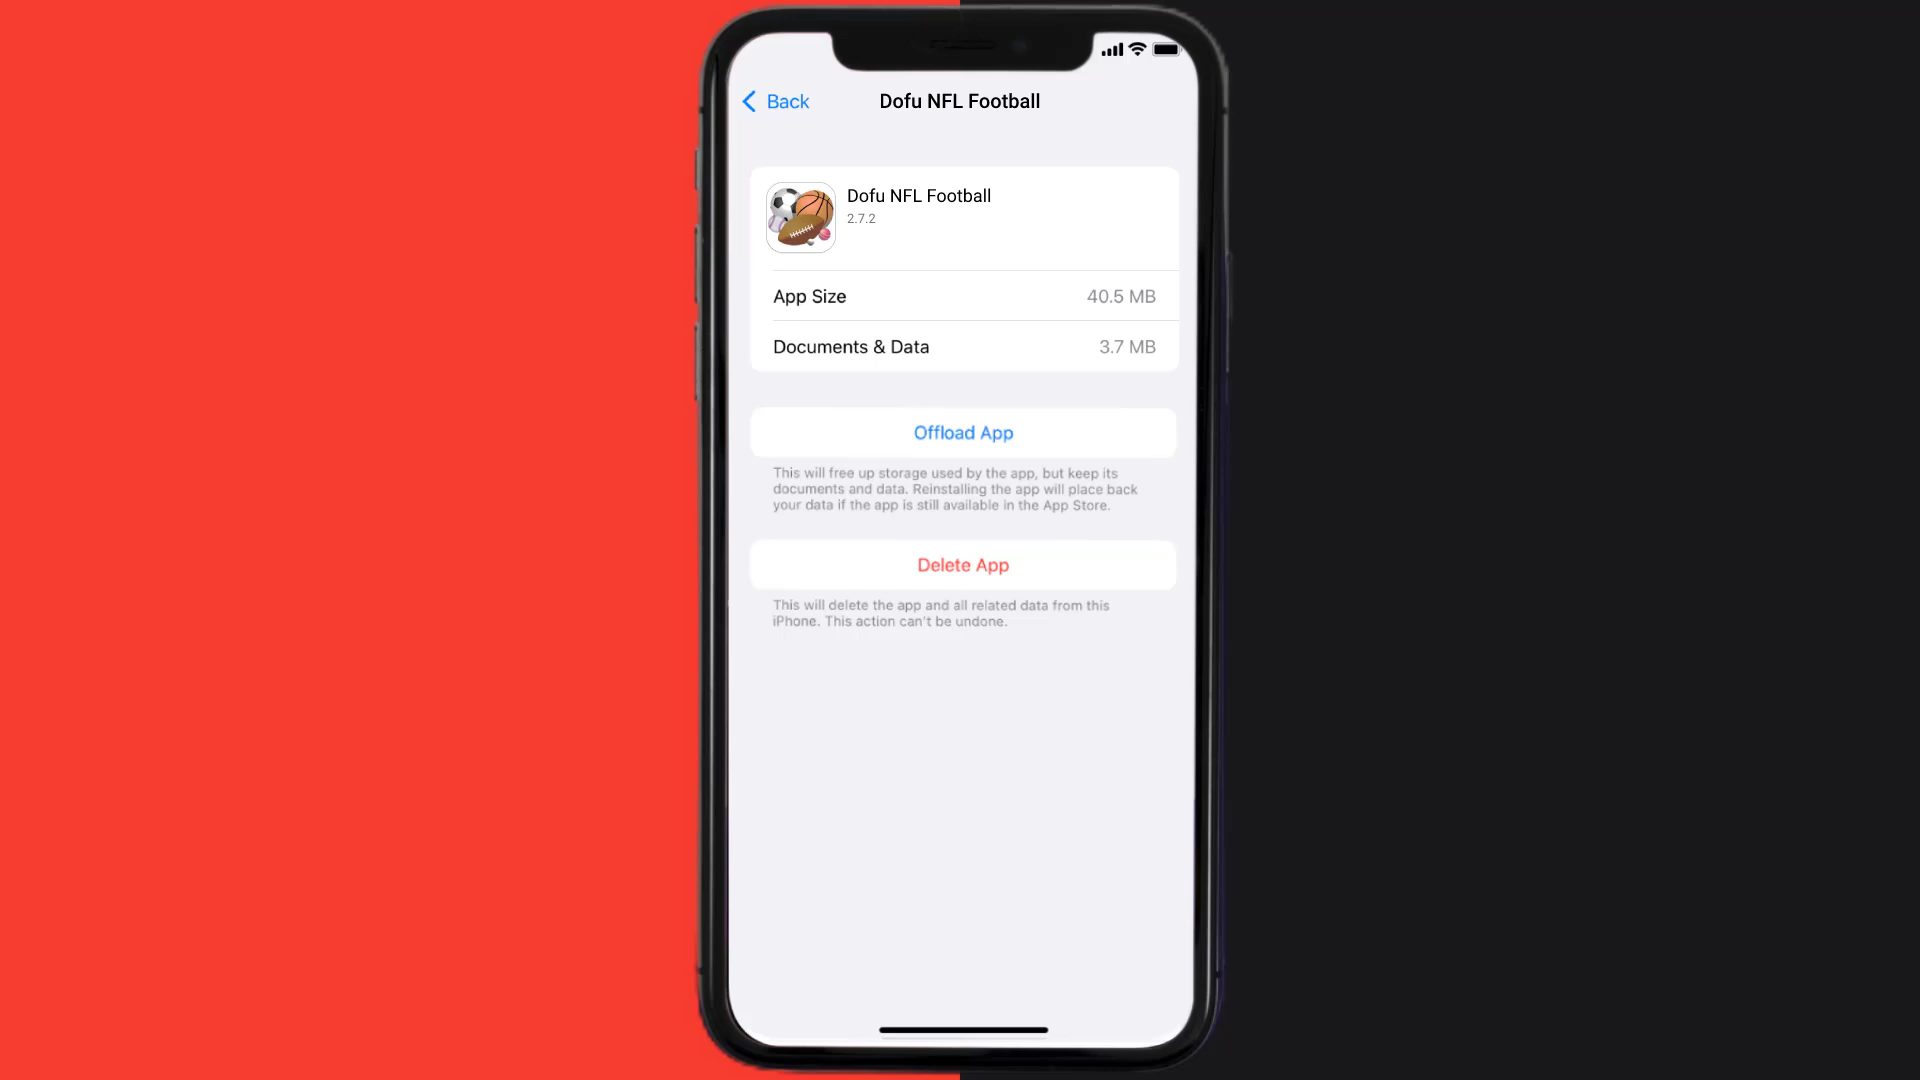 Back
Dofu NFL Football
Dofu NFL Football
2.7.2
App Size
40.5 MB
Documents & Data
3.7 MB
Offload App
This will free up storage used by the app, but keep its
documents and data. Reinstalling the app will place back
your data if the app is still available in the App Store.
Delete App
This will delete the app and all related data from this
iPhone. This action can't be undone.